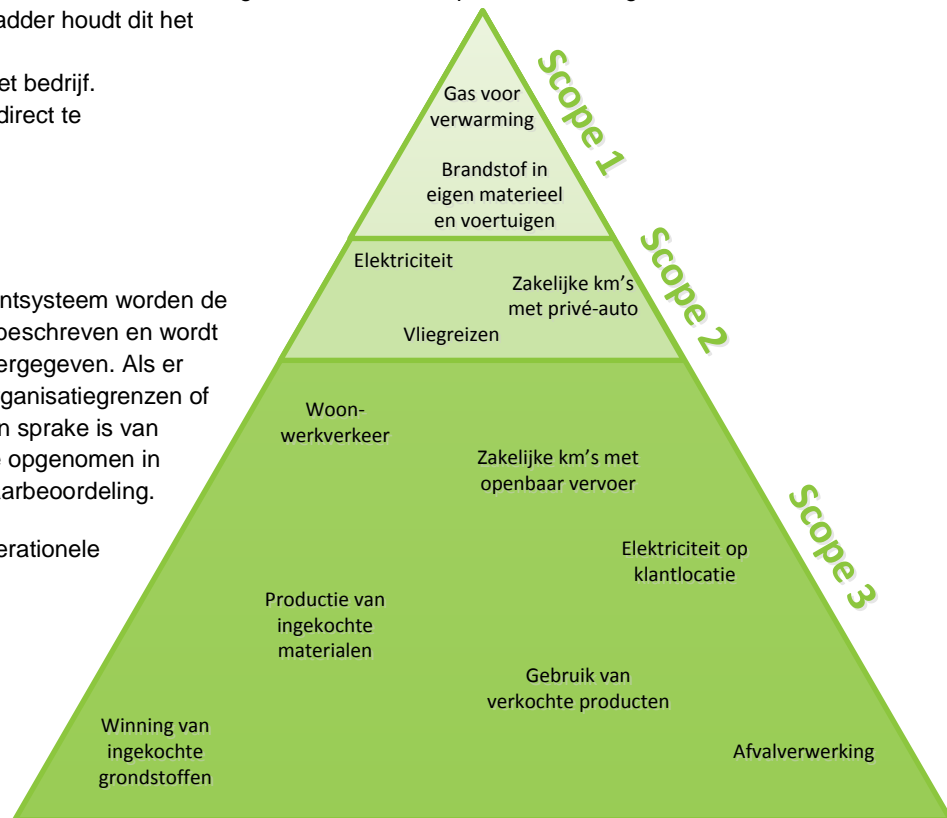 adder houdt dit het
et bedrijf.
direct te
ntsysteem worden de
beschreven en wordt
ergegeven. Als er
ganisatiegrenzen of
n sprake is van
opgenomen in
arbeoordeling.
erationele
Scope 1
Gas voor
verwarming
Brandstof in
eigen materieel
en voertuigen
Scope 2
Elektriciteit
Zakelijke km's
met privé-auto
Vliegreizen
Scope 3
Woon-
werkverkeer
Zakelijke km's met
openbaar vervoer
Elektriciteit op
klantlocatie
Productie van
ingekochte
materialen
Gebruik van
verkochte producten
Winning van
ingekochte
grondstoffen
Afvalverwerking